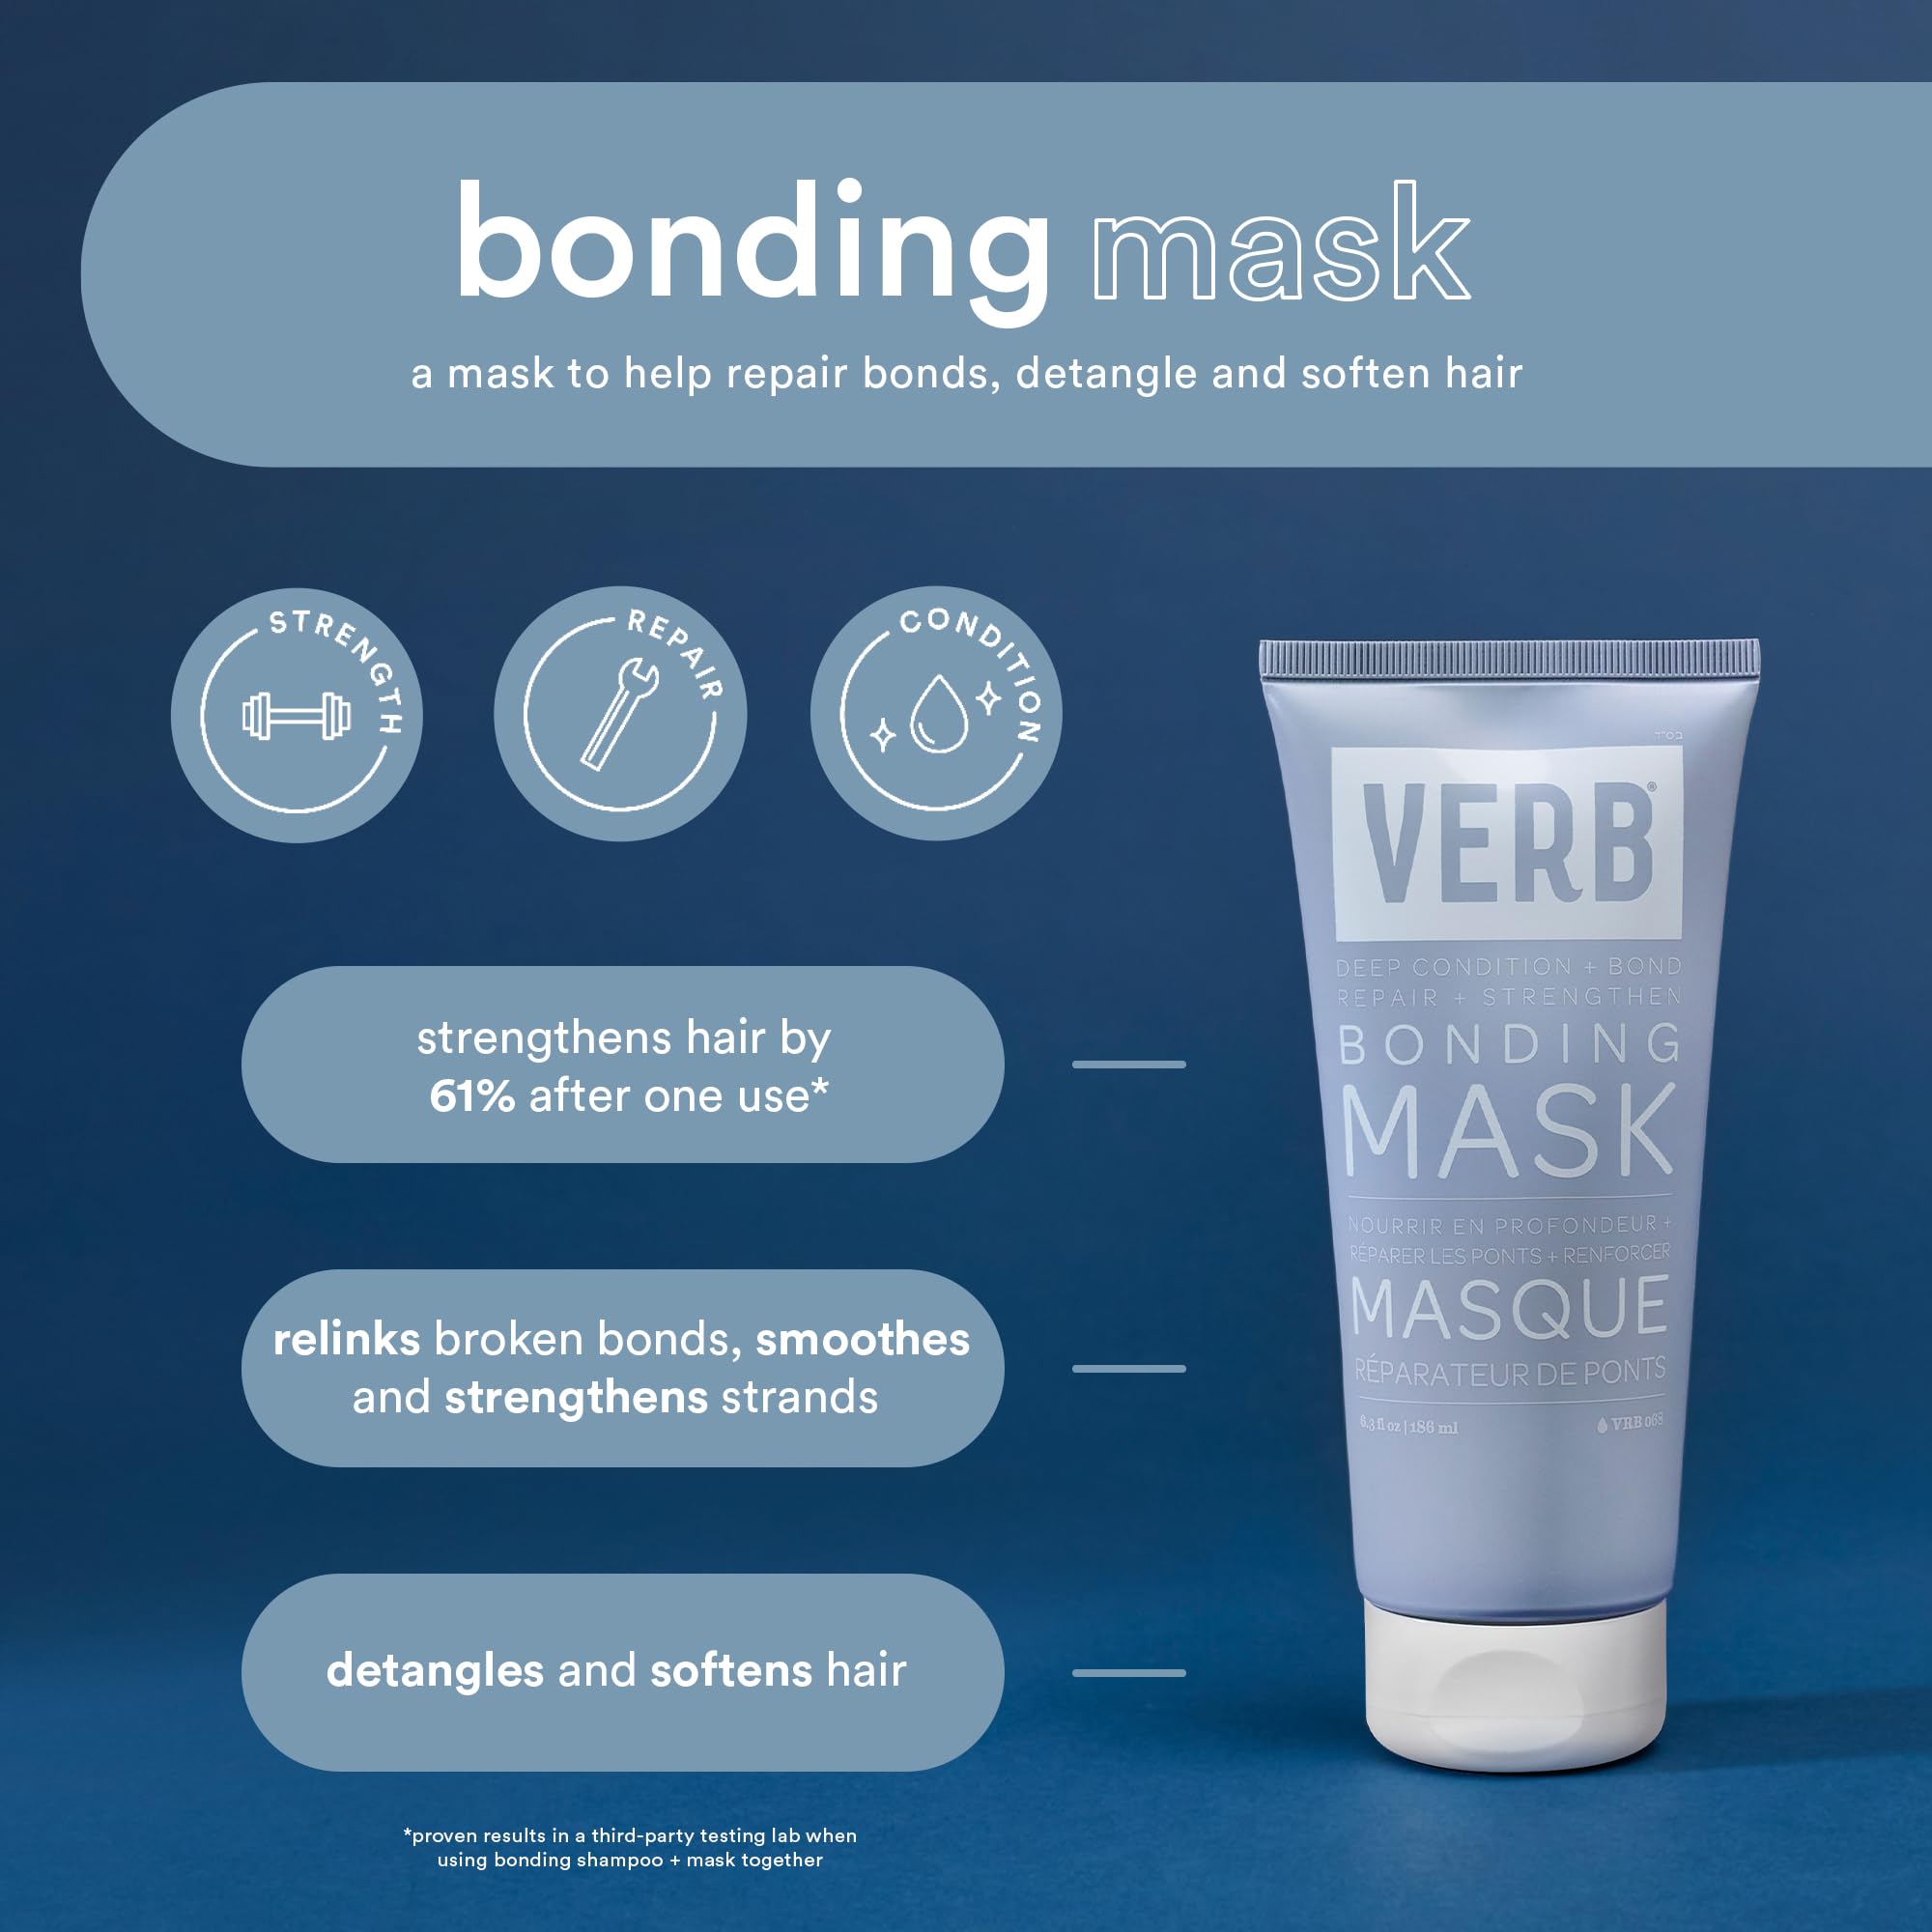 bonding mask
a mask to help repair bonds, detangle and soften hair
STRENGTH
REPAIR
CONDITION
strengthens hair by
61% after one use*
relinks broken bonds, smoothes
and strengthens strands
detangles and softens hair
*proven results in a third-party testing lab when
using bonding shampoo + mask together
בס״ד
VERB®
DEEP CONDITION + BOND
REPAIR + STRENGTHEN
BONDING
MASK
NOURRIR EN PROFONDEUR +
RÉPARER LES PONTS + RENFORCER
MASQUE
RÉPARATEUR DE PONTS
6.3 fl oz | 186 ml
VRB 068